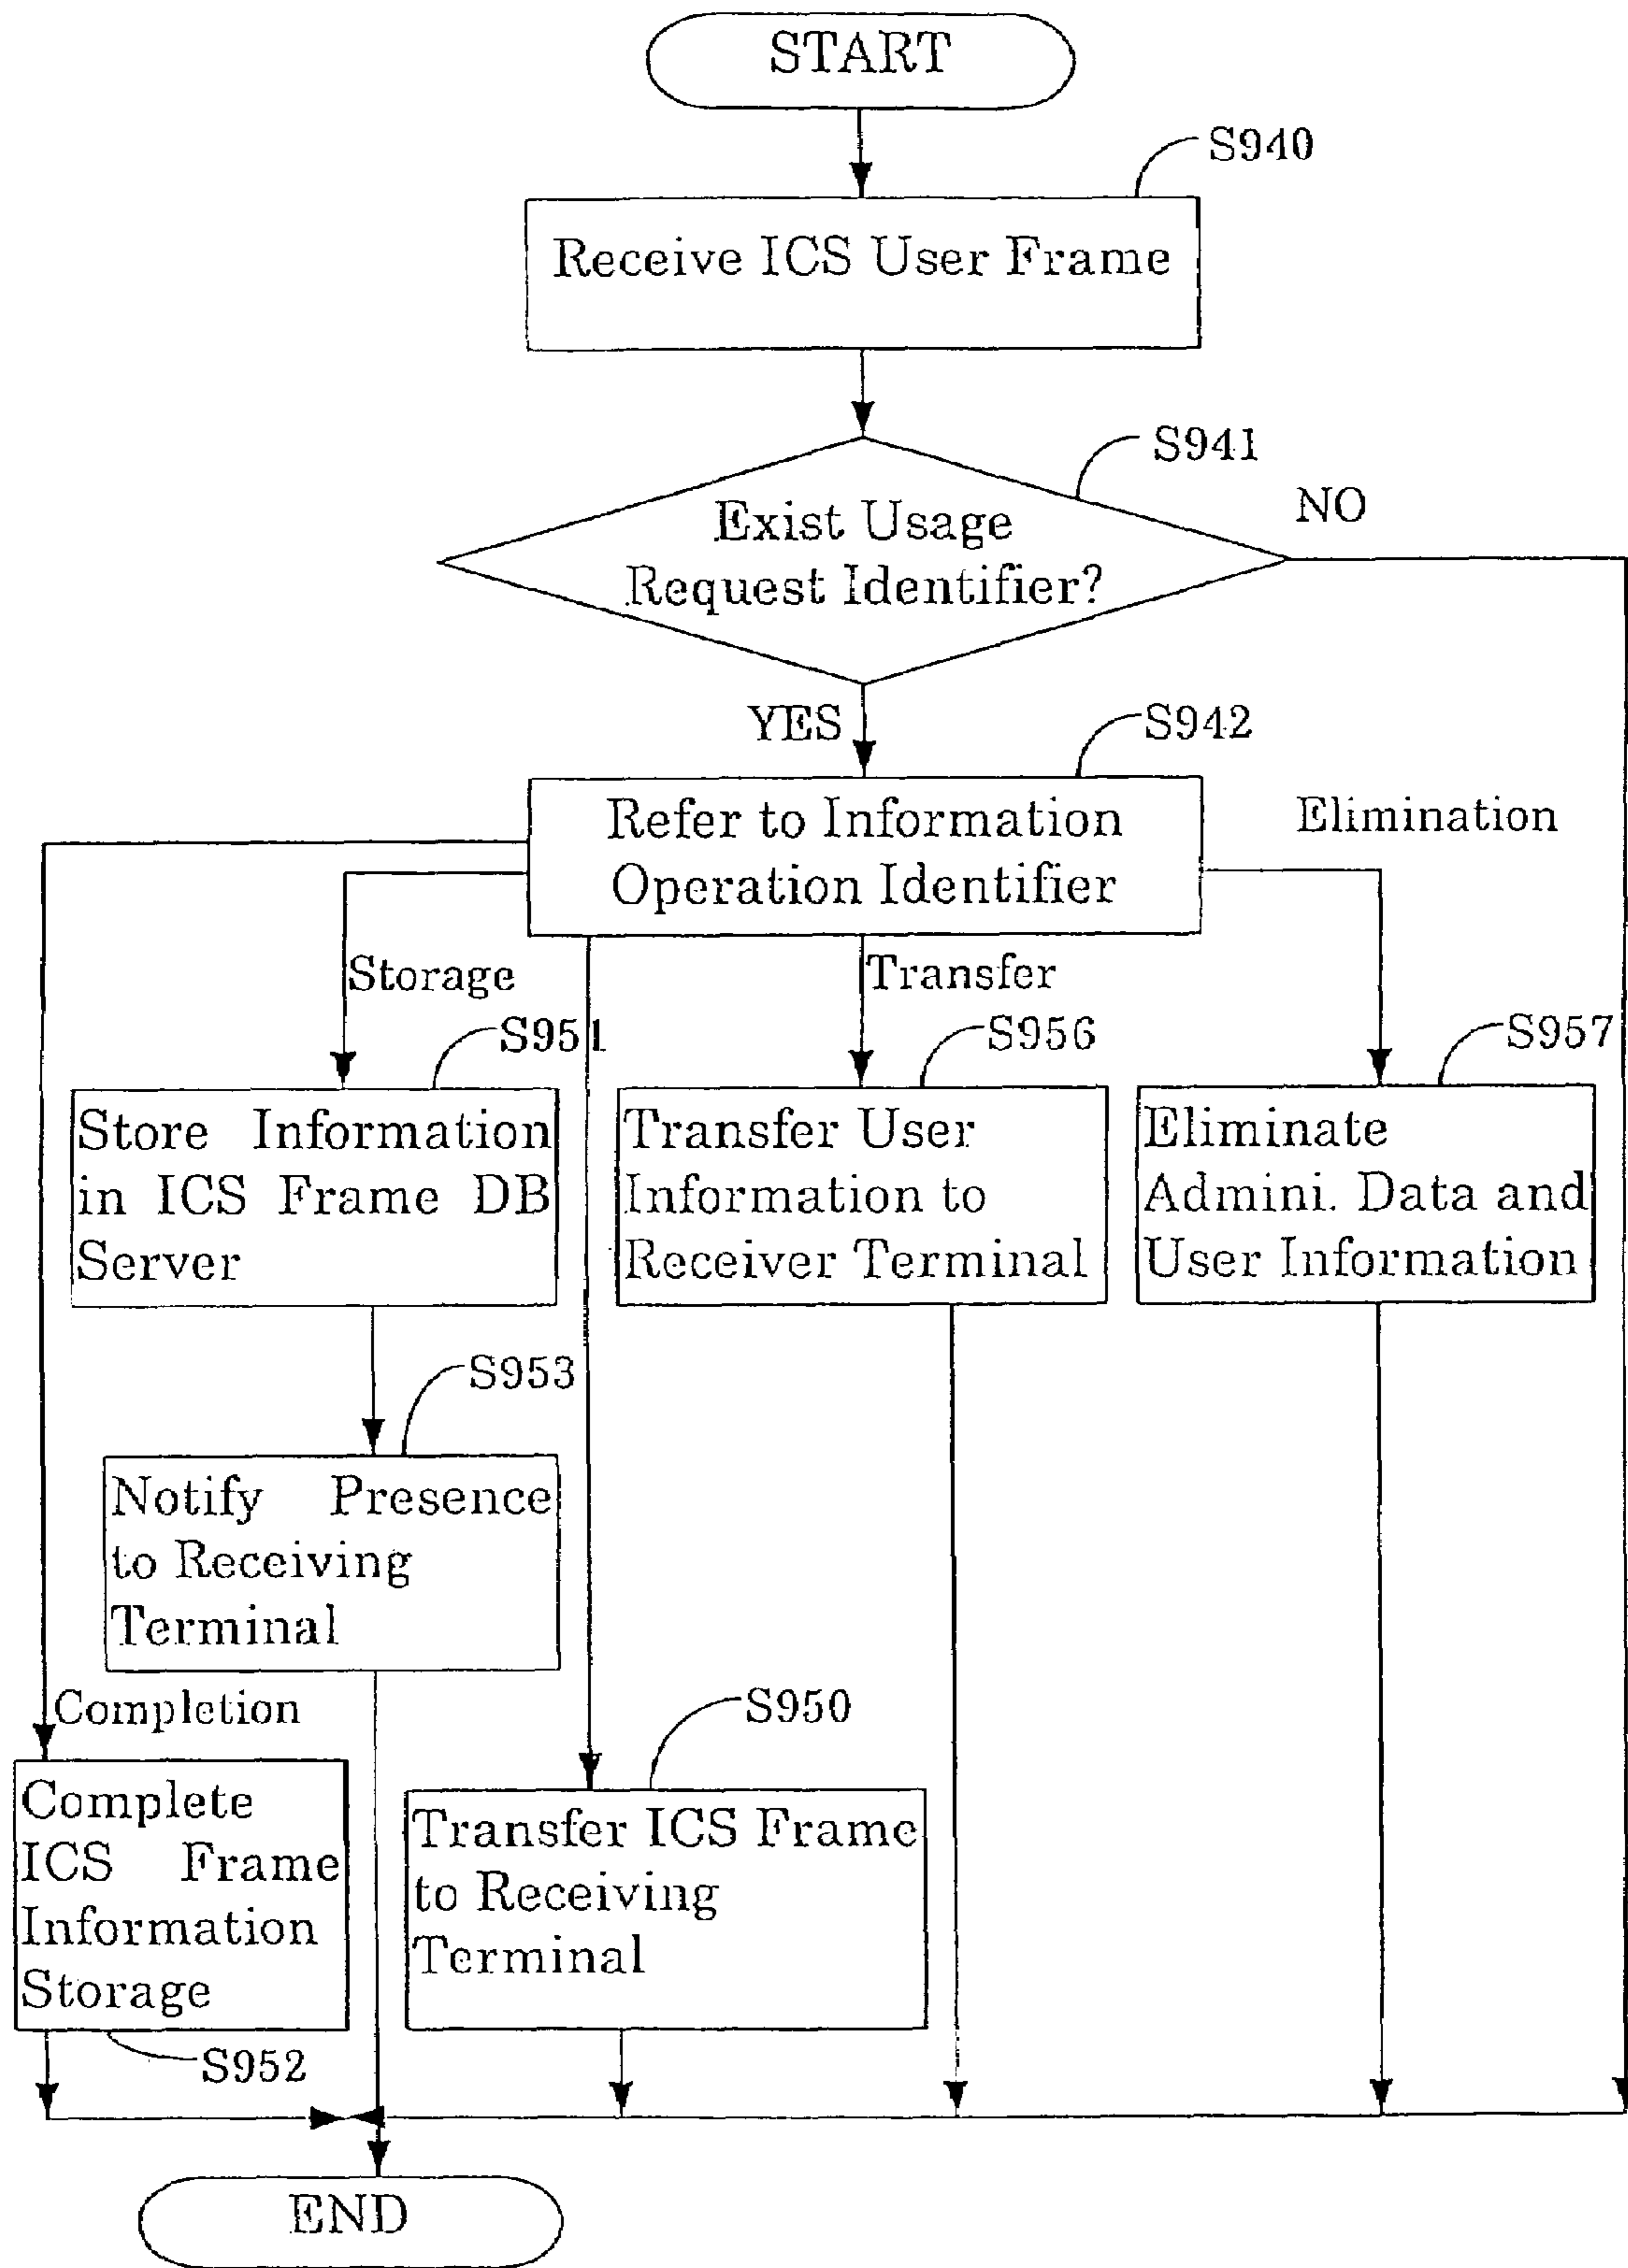 START
S940
Receive ICS User Frame
S941
Exist Usage
Request Identifier?
NO
YES
S942
Refer to Information
Operation Identifier
Elimination
Storage
Transfer
S951
S956
S957
Store Information
in ICS Frame DB
Server
Transfer User
Information to
Receiver Terminal
Eliminate
Admini. Data and
User Information
S953
Notify Presence
to Receiving
Terminal
Completion
S950
Complete
ICS Frame
Information
Storage
Transfer ICS Frame
to Receiving
Terminal
S952
END